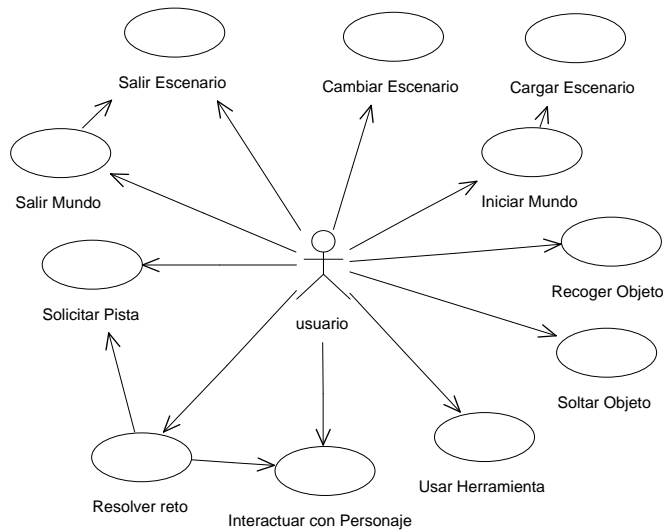 Salir Escenario
Cambiar Escenario
Cargar Escenario
Salir Mundo
Iniciar Mundo
Recoger Objeto
Solicitar Pista
usuario
Soltar Objeto
Usar Herramienta
Resolver reto
Interactuar con Personaje